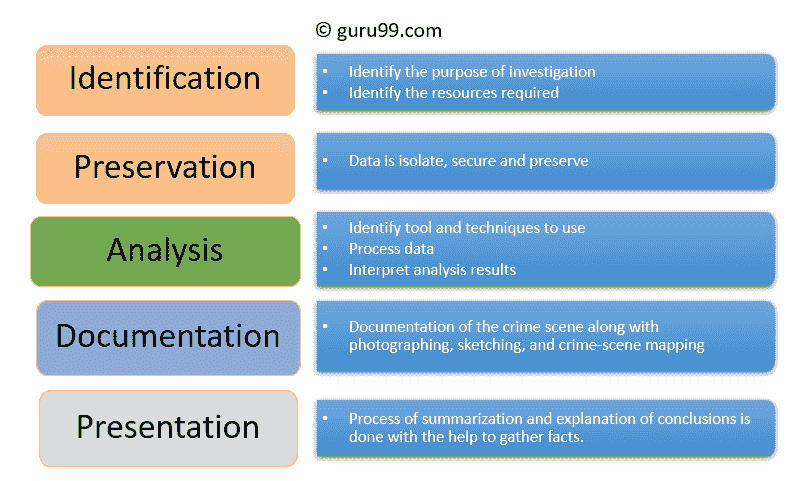 © guru99.com
Identification
• Identify the purpose of investigation
• Identify the resources required
Preservation
• Data is isolate, secure and preserve
Analysis
• Identify tool and techniques to use
• Process data
• Interpret analysis results
Documentation
• Documentation of the crime scene along with
photographing, sketching, and crime-scene mapping
Presentation
• Process of summarization and explanation of conclusions is
done with the help to gather facts.